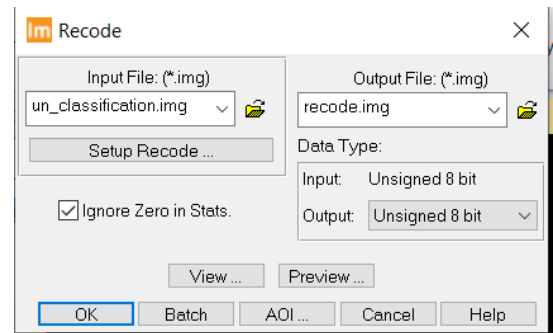 Im Recode
Input File: (*.img)
un_classification.img
Setup Recode ...
Ignore Zero in Stats.
Output File: (*.img)
recode.img
Data Type:
Input: Unsigned 8 bit
Output: Unsigned 8 bit
View ... Preview ...
OK Batch AOI ... Cancel Help